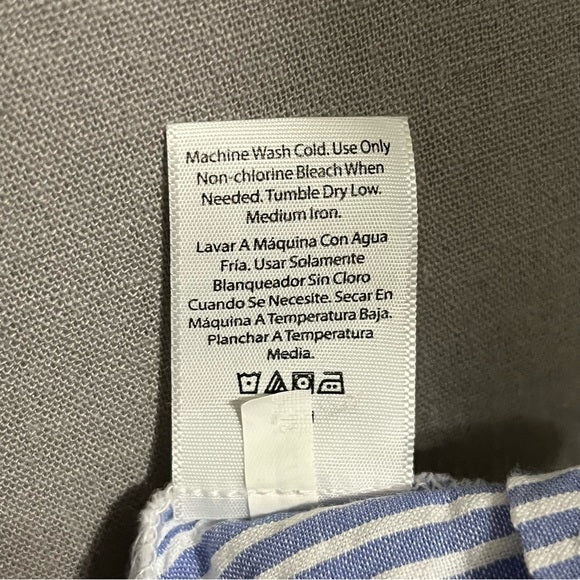 Machine Wash Cold. Use Only
Non-chlorine Bleach When
Needed. Tumble Dry Low.
Medium Iron.
Lavar A Máquina Con Agua
Fría. Usar Solamente
Blanqueador Sin Cloro
Cuando Se Necesite. Secar En
Máquina A Temperatura Baja.
Planchar A Temperatura
Media.